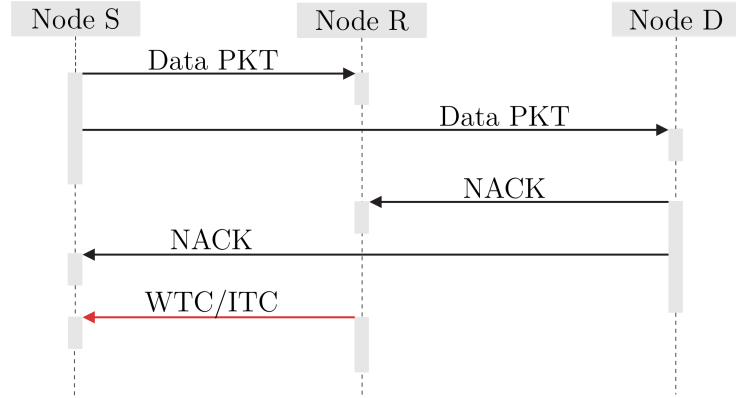 Node S
Node R
Node D
Data PKT
Data PKT
NACK
NACK
WTC/ITC